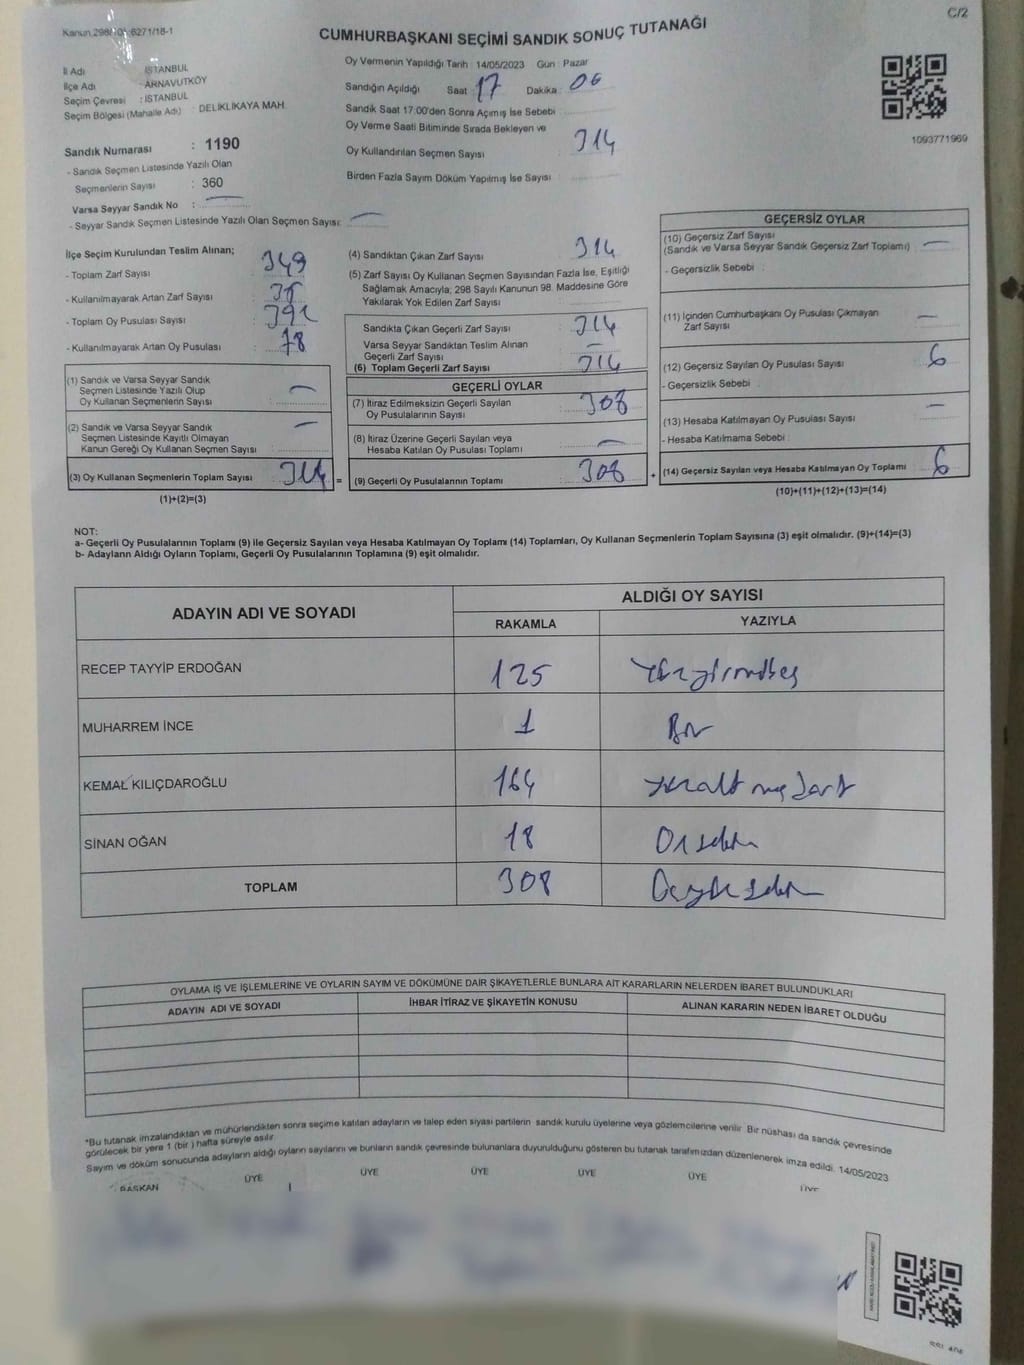 Kanun 298/101 6271/18-1
C/2
CUMHURBAŞKANI SEÇİMİ SANDIK SONUÇ TUTANAĞI
İl Adı : İSTANBUL
İlçe Adı : ARNAVUTKÖY
Seçim Çevresi : İSTANBUL
Seçim Bölgesi (Mahalle Adı) : DELİKLİKAYA MAH.
Sandık Numarası : 1190
- Sandık Seçmen Listesinde Yazılı Olan
Seçmenlerin Sayısı : 360
Varsa Seyyar Sandık No : —
- Seyyar Sandık Seçmen Listesinde Yazılı Olan Seçmen Sayısı: —
Oy Vermenin Yapıldığı Tarih : 14/05/2023 Gün : Pazar
Sandığın Açıldığı Saat 17 Dakika 06
Sandık Saat 17:00'den Sonra Açımış İse Sebebi
Oy Verme Saati Bitiminde Sırada Bekleyen ve
Oy Kullandırılan Seçmen Sayısı 314
Birden Fazla Sayım Döküm Yapılmış İse Sayısı
1093771969
İlçe Seçim Kurulundan Teslim Alınan;
- Toplam Zarf Sayısı 349
- Kullanılmayarak Artan Zarf Sayısı 35
- Toplam Oy Pusulası Sayısı 392
- Kullanılmayarak Artan Oy Pusulası 78
(1) Sandık ve Varsa Seyyar Sandık
Seçmen Listesinde Yazılı Olup
Oy Kullanan Seçmenlerin Sayısı —
(2) Sandık ve Varsa Seyyar Sandık
Seçmen Listesinde Kayıtlı Olmayan
Kanun Gereği Oy Kullanan Seçmen Sayısı —
(3) Oy Kullanan Seçmenlerin Toplam Sayısı 314 =
(1)+(2)=(3)
(4) Sandıktan Çıkan Zarf Sayısı 314
(5) Zarf Sayısı Oy Kullanan Seçmen Sayısından Fazla İse, Eşitliği
Sağlamak Amacıyla; 298 Sayılı Kanunun 98. Maddesine Göre
Yakılarak Yok Edilen Zarf Sayısı
Sandıkta Çıkan Geçerli Zarf Sayısı 314
Varsa Seyyar Sandıktan Teslim Alınan
Geçerli Zarf Sayısı —
(6) Toplam Geçerli Zarf Sayısı 314
GEÇERLİ OYLAR
(7) İtiraz Edilmeksizin Geçerli Sayılan
Oy Pusulalarının Sayısı 308
(8) İtiraz Üzerine Geçerli Sayılan veya
Hesaba Katılan Oy Pusulası Toplamı —
(9) Geçerli Oy Pusulalarının Toplamı 308 +
GEÇERSİZ OYLAR
(10) Geçersiz Zarf Sayısı
(Sandık ve Varsa Seyyar Sandık Geçersiz Zarf Toplamı) —
- Geçersizlik Sebebi :
(11) İçinden Cumhurbaşkanı Oy Pusulası Çıkmayan
Zarf Sayısı —
(12) Geçersiz Sayılan Oy Pusulası Sayısı 6
- Geçersizlik Sebebi
(13) Hesaba Katılmayan Oy Pusulası Sayısı —
- Hesaba Katılmama Sebebi :
(14) Geçersiz Sayılan veya Hesaba Katılmayan Oy Toplamı 6
(10)+(11)+(12)+(13)=(14)
NOT:
a- Geçerli Oy Pusulalarının Toplamı (9) ile Geçersiz Sayılan veya Hesaba Katılmayan Oy Toplamı (14) Toplamları, Oy Kullanan Seçmenlerin Toplam Sayısına (3) eşit olmalıdır. (9)+(14)=(3)
b- Adayların Aldığı Oyların Toplamı, Geçerli Oy Pusulalarının Toplamına (9) eşit olmalıdır.
ADAYIN ADI VE SOYADI
ALDIĞI OY SAYISI
RAKAMLA YAZIYLA
RECEP TAYYİP ERDOĞAN 125 Yüzyirmibeş
MUHARREM İNCE 1 Bir
KEMAL KILIÇDAROĞLU 164 Yüzaltmışdört
SİNAN OĞAN 18 Onsekiz
TOPLAM 308 Üçyüzsekiz
OYLAMA İŞ VE İŞLEMLERİNE VE OYLARIN SAYIM VE DÖKÜMÜNE DAİR ŞİKAYETLERLE BUNLARA AİT KARARLARIN NELERDEN İBARET BULUNDUKLARI
ADAYIN ADI VE SOYADI İHBAR İTİRAZ VE ŞİKAYETİN KONUSU ALINAN KARARIN NEDEN İBARET OLDUĞU
*Bu tutanak imzalandıktan ve mühürlendikten sonra seçime katılan adayların ve talep eden siyasi partilerin sandık kurulu üyelerine veya gözlemcilerine verilir. Bir nüshası da sandık çevresinde
görülecek bir yere 1 (bir ) hafta süreyle asılır.
Sayım ve döküm sonucunda adayların aldığı oyların sayılarını ve bunların sandık çevresinde bulunanlara duyurulduğunu gösteren bu tutanak tarafımızdan düzenlenerek imza edildi. 14/05/2023
BAŞKAN ÜYE ÜYE ÜYE ÜYE ÜYE ÜYE